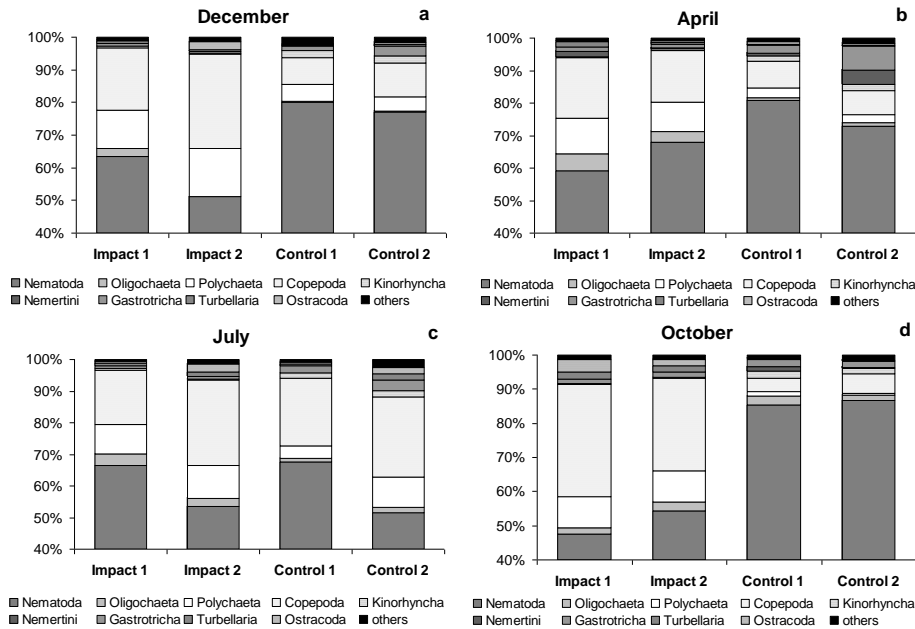 December
a
100%
90%
80%
70%
60%
50%
40%
Impact 1 Impact 2 Control 1 Control 2
Nematoda Oligochaeta Polychaeta Copepoda Kinorhyncha
Nemertini Gastrotricha Turbellaria Ostracoda others
April
b
100%
90%
80%
70%
60%
50%
40%
Impact 1 Impact 2 Control 1 Control 2
Nematoda Oligochaeta Polychaeta Copepoda Kinorhyncha
Nemertini Gastrotricha Turbellaria Ostracoda others
July
c
100%
90%
80%
70%
60%
50%
40%
Impact 1 Impact 2 Control 1 Control 2
Nematoda Oligochaeta Polychaeta Copepoda Kinorhyncha
Nemertini Gastrotricha Turbellaria Ostracoda others
October
d
100%
90%
80%
70%
60%
50%
40%
Impact 1 Impact 2 Control 1 Control 2
Nematoda Oligochaeta Polychaeta Copepoda Kinorhyncha
Nemertini Gastrotricha Turbellaria Ostracoda others